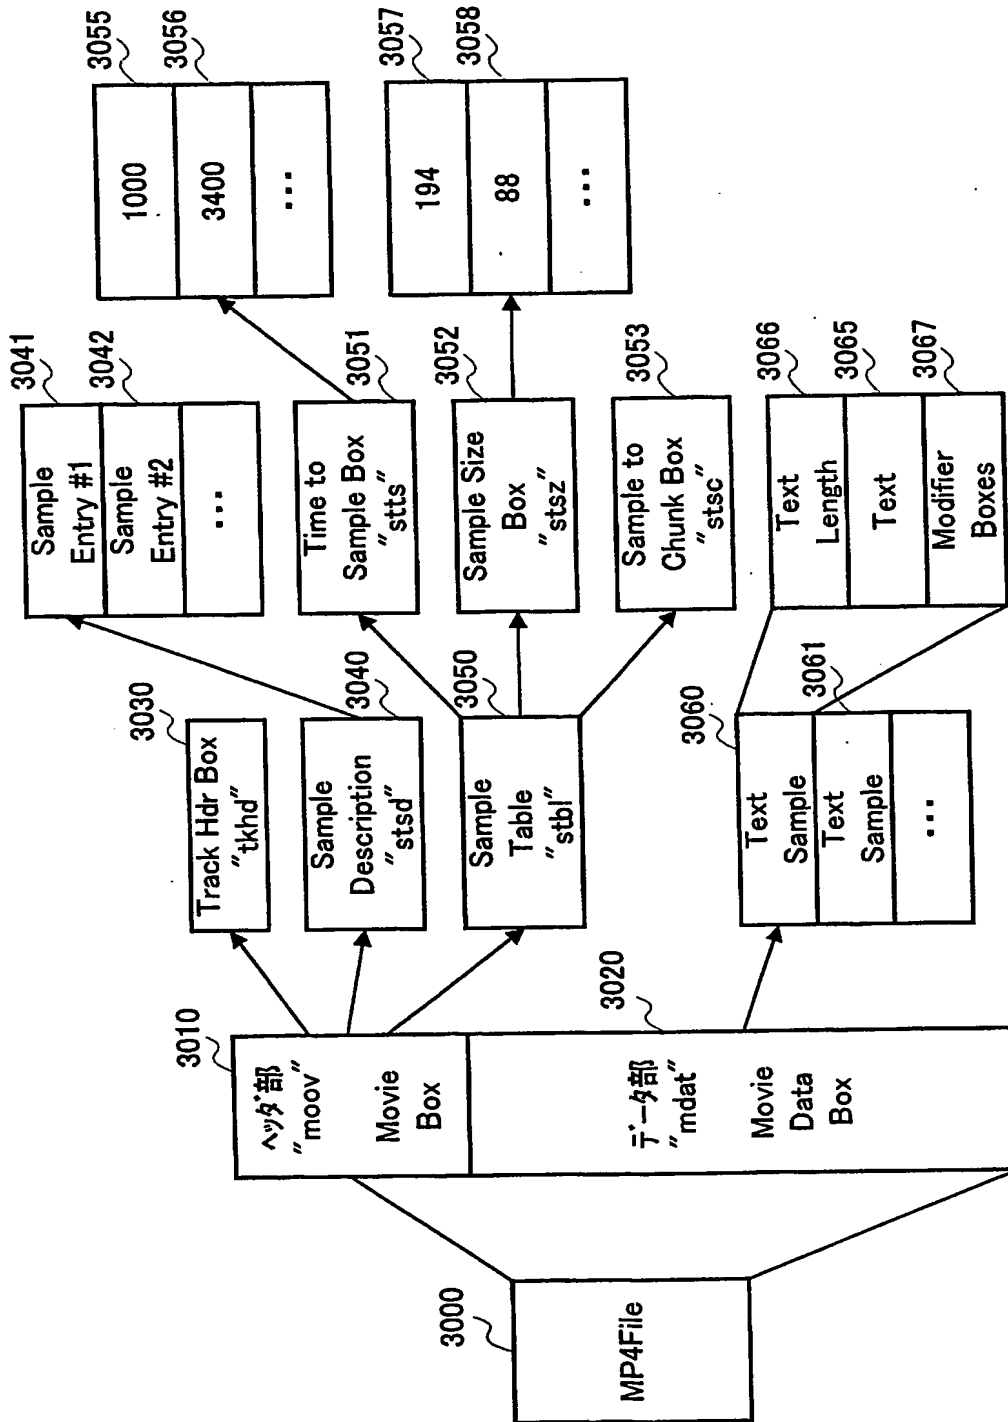 3000
MP4File
3010
ヘッダ部
"moov"
Movie
Box
3020
データ部
"mdat"
Movie
Data
Box
3030
Track Hdr Box
"tkhd"
3040
Sample
Description
"stsd"
3050
Sample
Table
"stbl"
3060
Text
Sample
3061
Text
Sample
...
3041
Sample
Entry #1
3042
Sample
Entry #2
...
3051
Time to
Sample Box
"stts"
3052
Sample Size
Box
"stsz"
3053
Sample to
Chunk Box
"stsc"
3066
Text
Length
3065
Text
3067
Modifier
Boxes
3055
1000
3056
3400
...
3057
194
3058
88
...